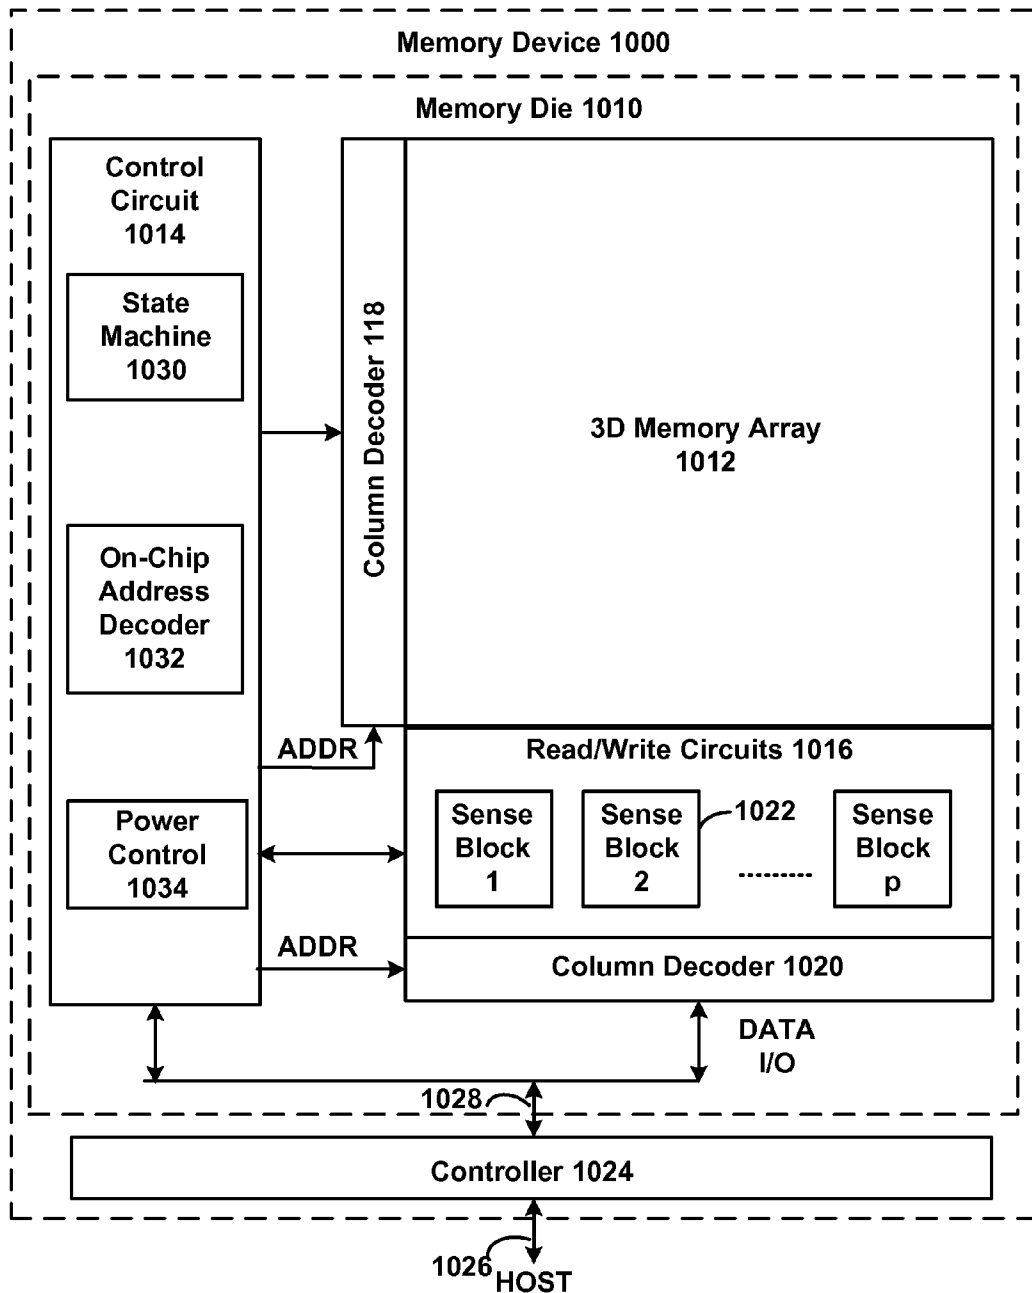 Memory Device 1000
Memory Die 1010
Control
Circuit
1014
State
Machine
1030
On-Chip
Address
Decoder
1032
Power
Control
1034
Column Decoder 118
3D Memory Array
1012
ADDR
Read/Write Circuits 1016
Sense
Block
1
Sense
Block
2
1022
.........
Sense
Block
p
ADDR
Column Decoder 1020
DATA
I/O
1028
Controller 1024
1026
HOST